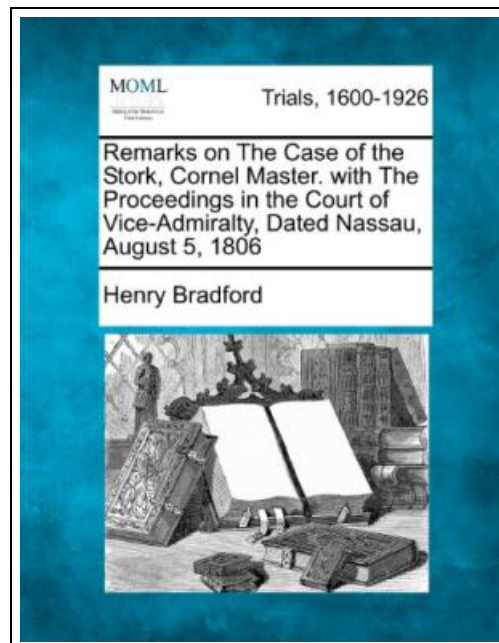 MOML
Trials, 1600-1926
Remarks on The Case of the
Stork, Cornel Master. with The
Proceedings in the Court of
Vice-Admiralty, Dated Nassau,
August 5, 1806
Henry Bradford